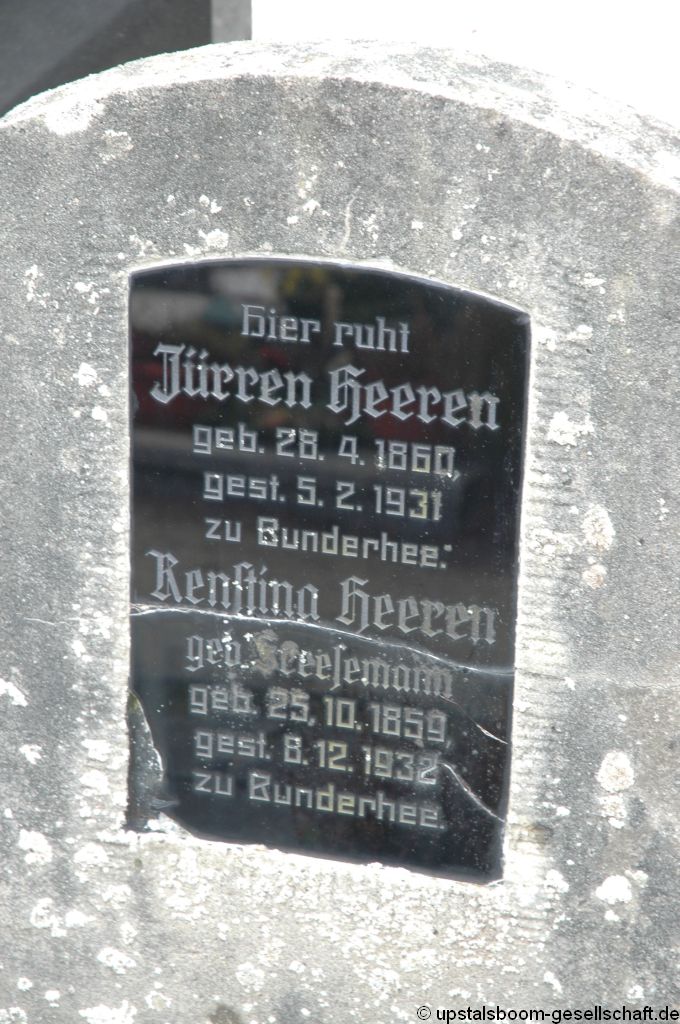 Hier ruht
Jürren Heeren
geb. 28. 4. 1860,
gest. 5. 2. 1931
zu Bunderhee.
Renstina Heeren
geb. Freesemann
geb. 25. 10. 1859,
gest. 8. 12. 1932
zu Bunderhee.
© upstalsboom-gesellschaft.de